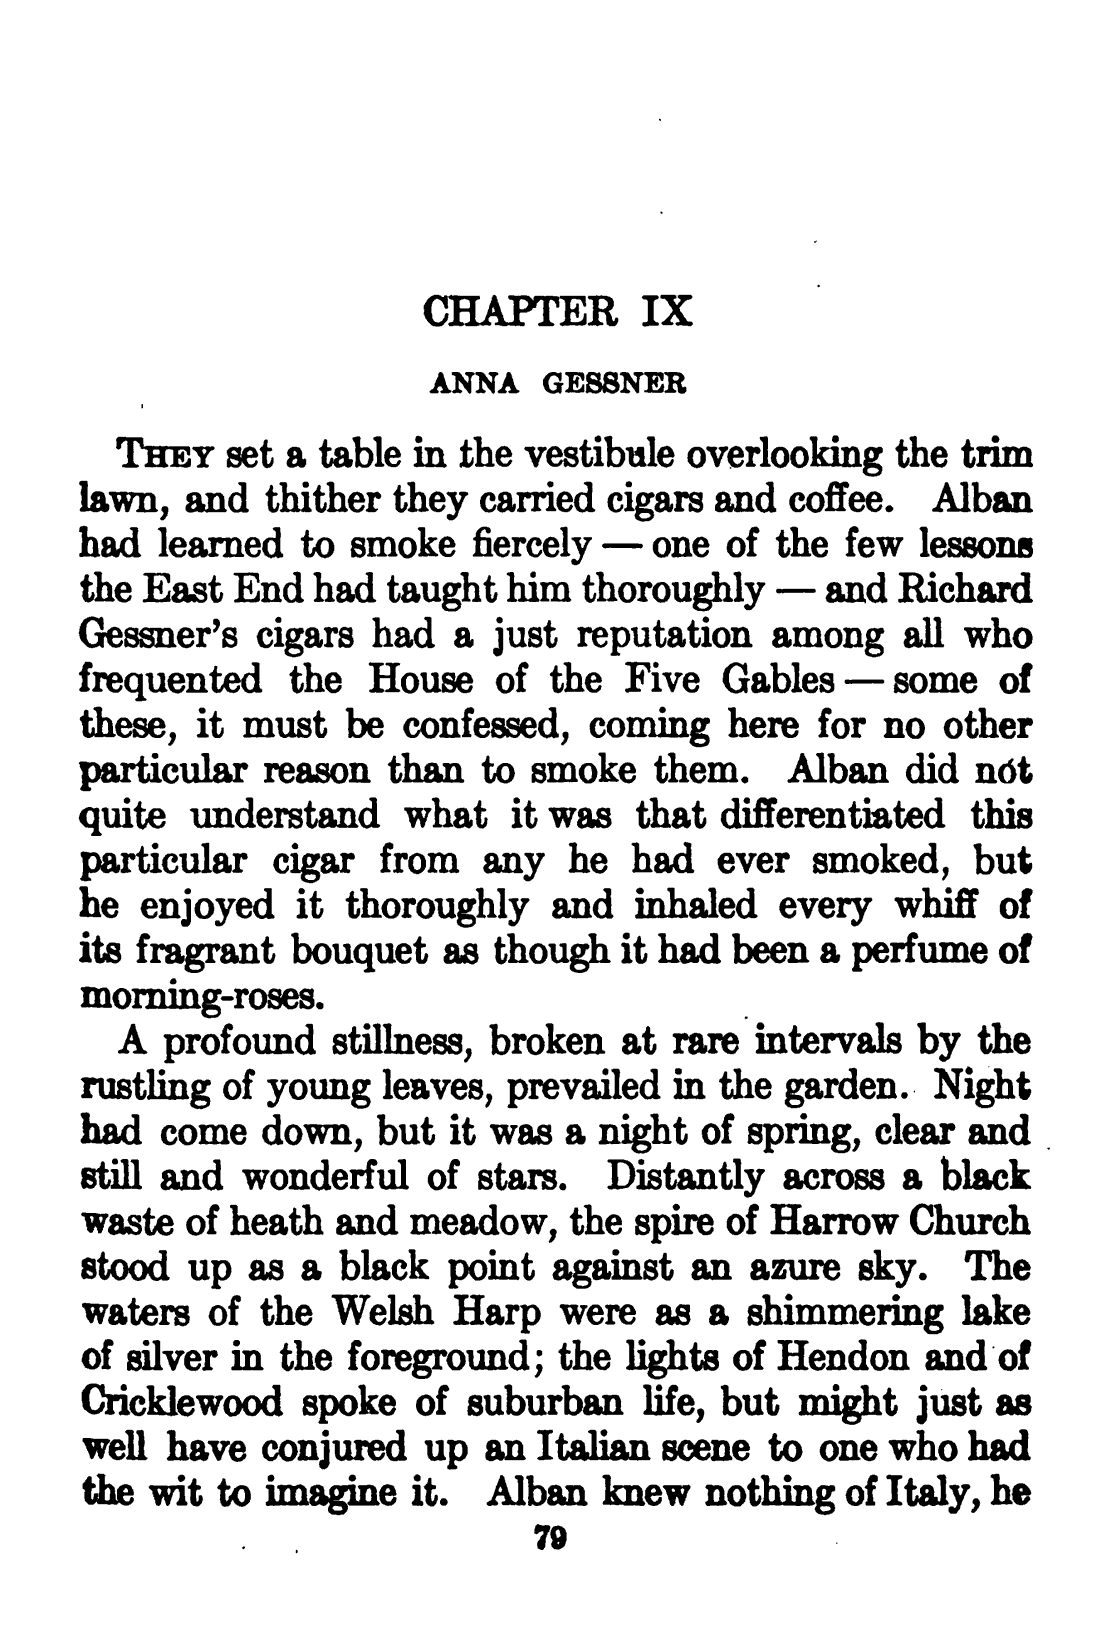 CHAPTER IX
ANNA GESSNER
THEY set a table in the vestibule overlooking the trim
lawn, and thither they carried cigars and coffee. Alban
had learned to smoke fiercely — one of the few lessons
the East End had taught him thoroughly — and Richard
Gessner's cigars had a just reputation among all who
frequented the House of the Five Gables — some of
these, it must be confessed, coming here for no other
particular reason than to smoke them. Alban did not
quite understand what it was that differentiated this
particular cigar from any he had ever smoked, but
he enjoyed it thoroughly and inhaled every whiff of
its fragrant bouquet as though it had been a perfume of
morning-roses.
A profound stillness, broken at rare intervals by the
rustling of young leaves, prevailed in the garden. Night
had come down, but it was a night of spring, clear and
still and wonderful of stars. Distantly across a black
waste of heath and meadow, the spire of Harrow Church
stood up as a black point against an azure sky. The
waters of the Welsh Harp were as a shimmering lake
of silver in the foreground; the lights of Hendon and of
Cricklewood spoke of suburban life, but might just as
well have conjured up an Italian scene to one who had
the wit to imagine it. Alban knew nothing of Italy, he
79